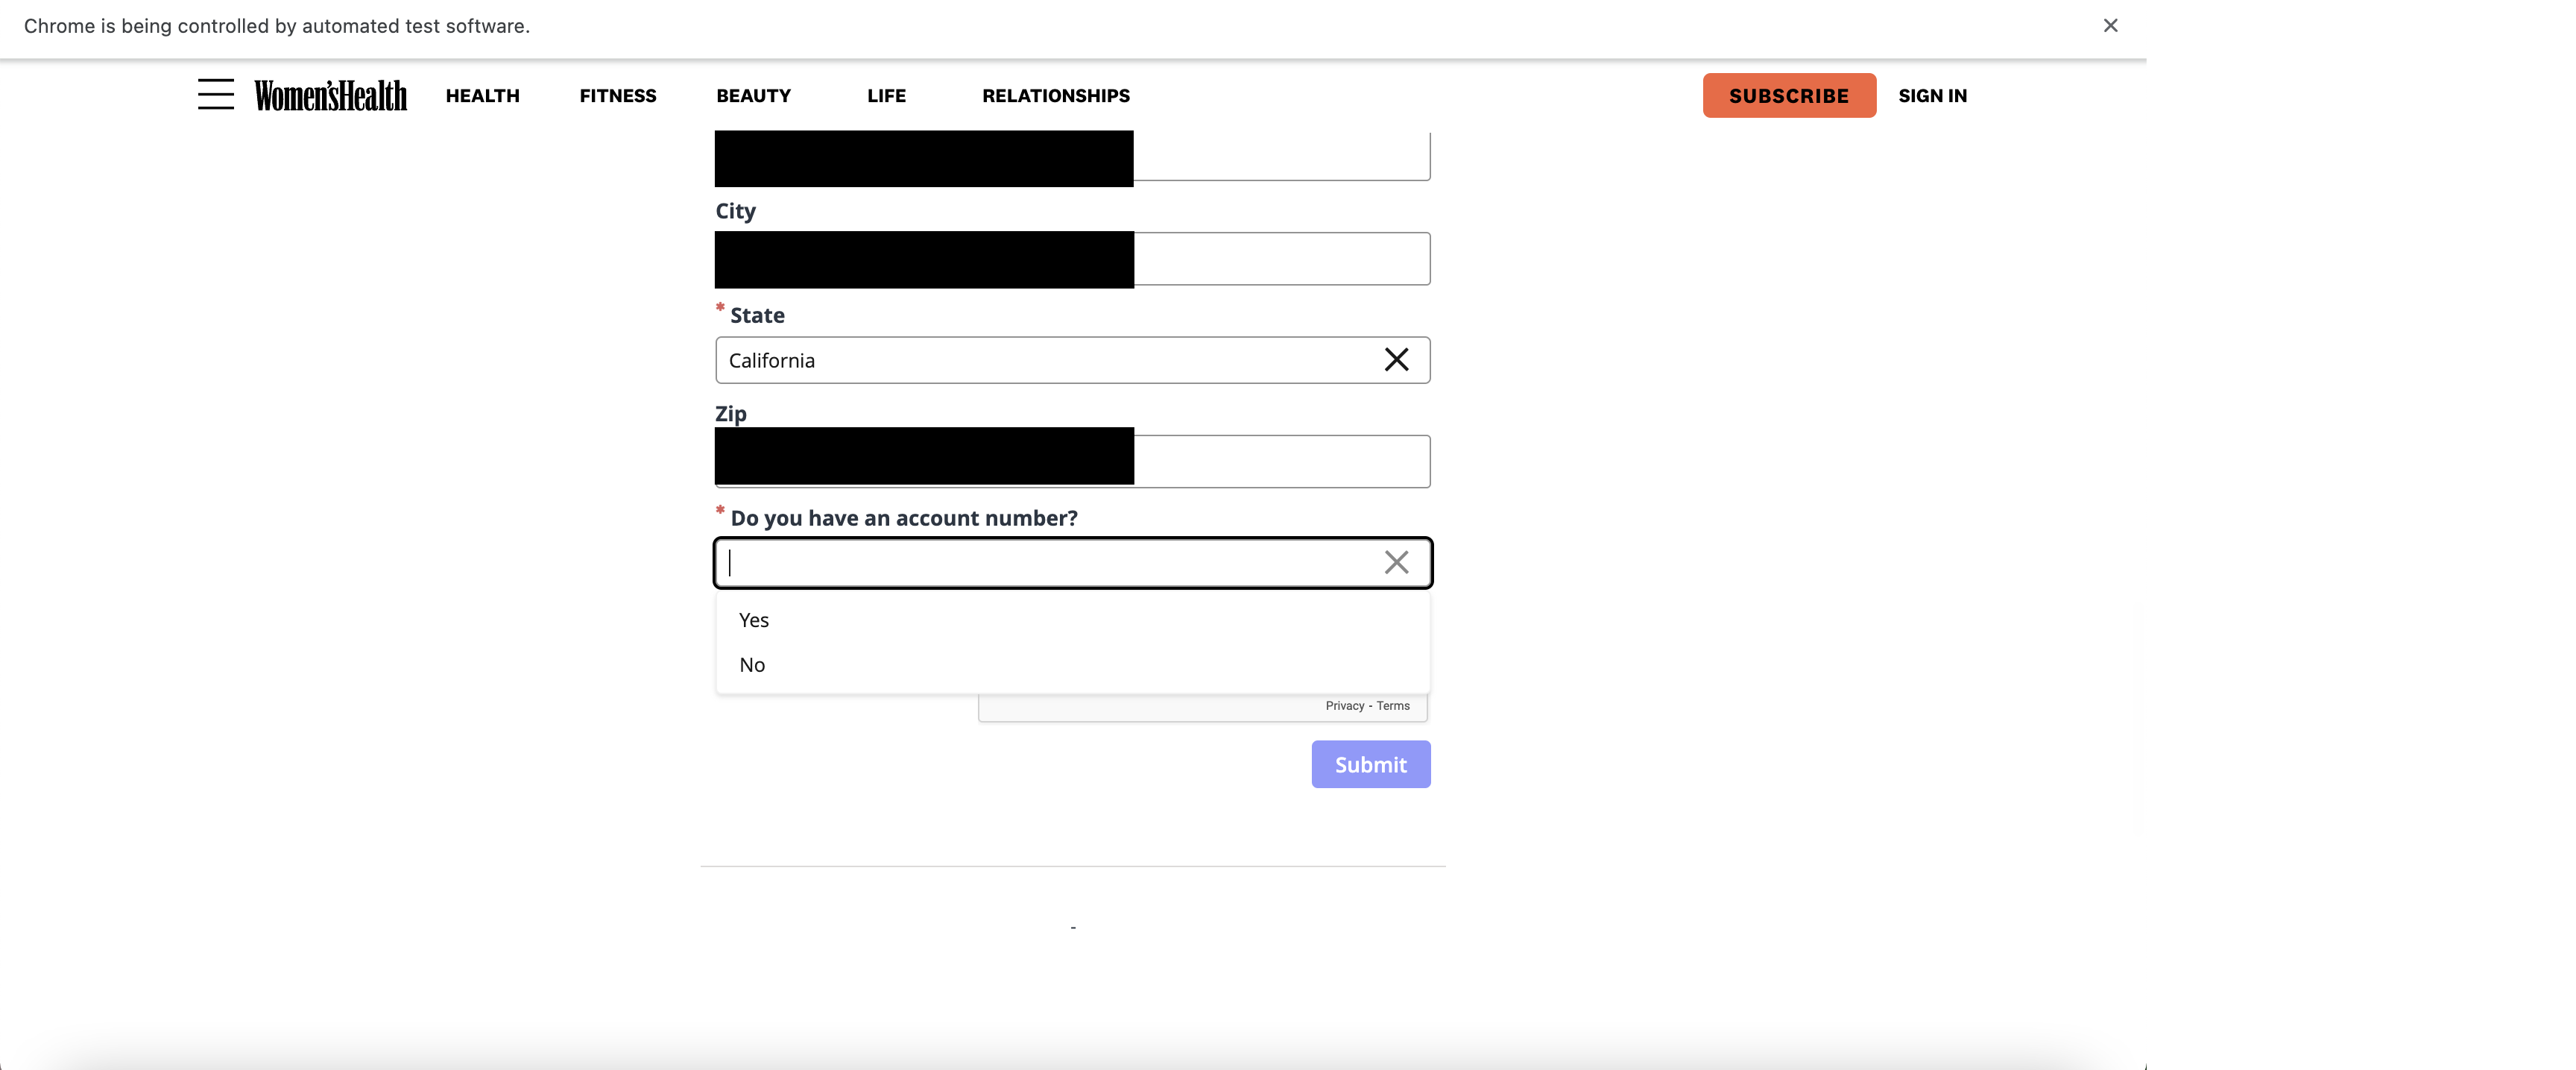 Chrome is being controlled by automated test software.
Women'sHealth HEALTH FITNESS BEAUTY LIFE RELATIONSHIPS SUBSCRIBE SIGN IN
City
* State
California
Zip
* Do you have an account number?
Yes
No
Privacy - Terms
Submit
-